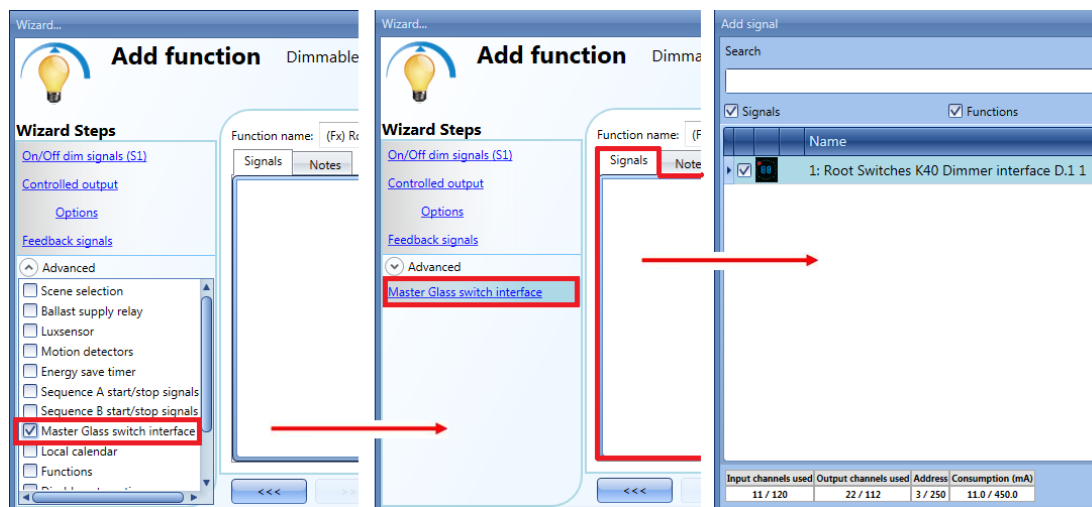 Wizard...
Add function Dimmable
Wizard Steps
On/Off dim signals (S1)
Controlled output
Options
Feedback signals
Advanced
Scene selection
Ballast supply relay
Luxsensor
Motion detectors
Energy save timer
Sequence A start/stop signals
Sequence B start/stop signals
Master Glass switch interface
Local calendar
Functions
Function name: (Fx) Ro
Signals Notes
<<< >>
Wizard...
Add function Dimma
Wizard Steps
On/Off dim signals (S1)
Controlled output
Options
Feedback signals
Advanced
Master Glass switch interface
Function name: (F
Signals Note
<<<
Add signal
Search
Signals Functions
Name
1: Root Switches K40 Dimmer interface D.1 1
Input channels used Output channels used Address Consumption (mA)
11 / 120 22 / 112 3 / 250 11.0 / 450.0